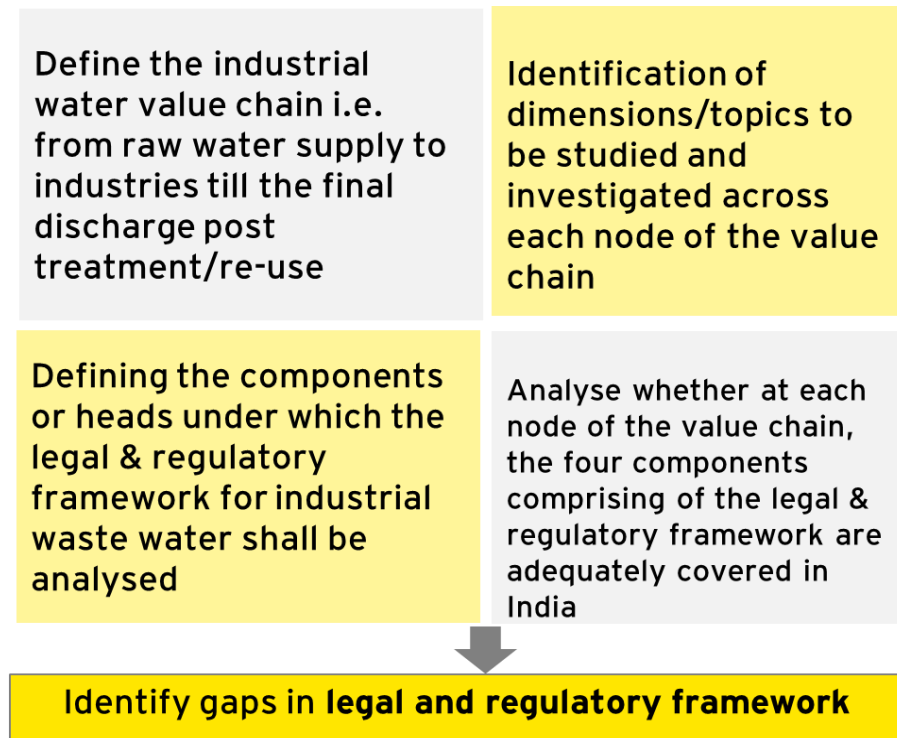 Define the industrial
water value chain i.e.
from raw water supply to
industries till the final
discharge post
treatment/re-use
Identification of
dimensions/topics to
be studied and
investigated across
each node of the value
chain
Defining the components
or heads under which the
legal & regulatory
framework for industrial
waste water shall be
analysed
Analyse whether at each
node of the value chain,
the four components
comprising of the legal &
regulatory framework are
adequately covered in
India
Identify gaps in legal and regulatory framework